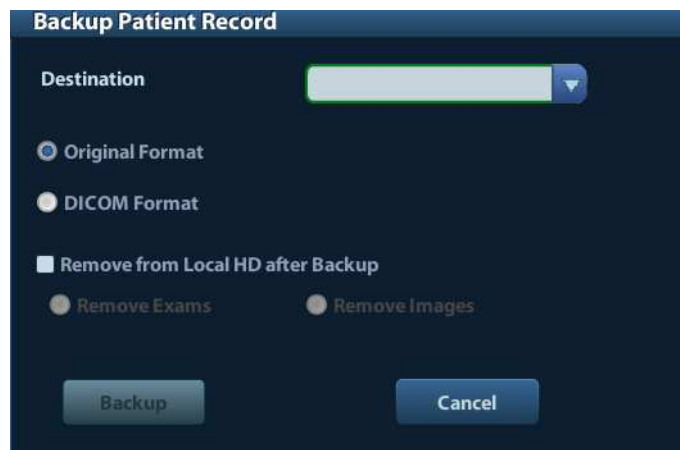 Backup Patient Record
Destination
Original Format
DICOM Format
Remove from Local HD after Backup
Remove Exams Remove Images
Backup Cancel